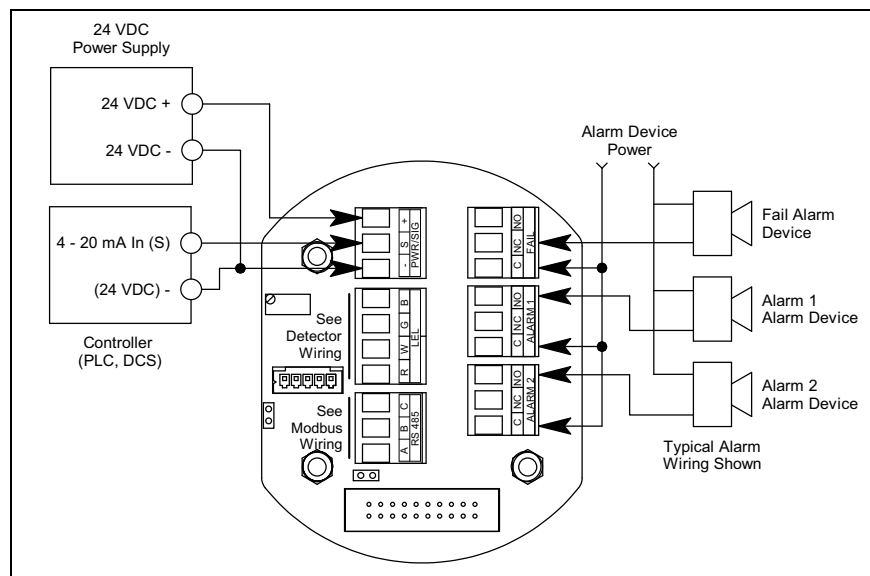 24 VDC
Power Supply
24 VDC +
24 VDC -
4 - 20 mA In (S)
(24 VDC) -
Controller
(PLC, DCS)
+
S
-
PWR/SIG
See
Detector
Wiring
B
G
W
R
LEL
See
Modbus
Wiring
C
B
A
RS 485
NO
NC
C
FAIL
NO
NC
C
ALARM 1
NO
NC
C
ALARM 2
Alarm Device
Power
Fail Alarm
Device
Alarm 1
Alarm Device
Alarm 2
Alarm Device
Typical Alarm
Wiring Shown